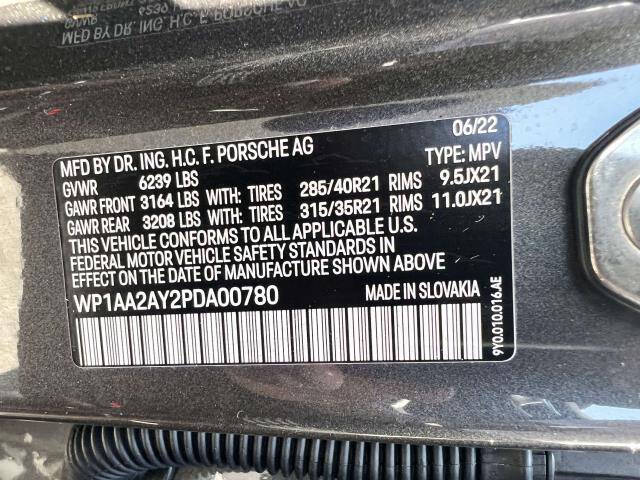 MFD BY DR. ING. H.C. F. PORSCHE AG 06/22
GVWR 6239 LBS TYPE: MPV
GAWR FRONT 3164 LBS WITH: TIRES 285/40R21 RIMS 9.5JX21
GAWR REAR 3208 LBS WITH: TIRES 315/35R21 RIMS 11.0JX21
THIS VEHICLE CONFORMS TO ALL APPLICABLE U.S.
FEDERAL MOTOR VEHICLE SAFETY STANDARDS IN
EFFECT ON THE DATE OF MANUFACTURE SHOWN ABOVE
WP1AA2AY2PDA00780 MADE IN SLOVAKIA
9Y0.010.016.AE